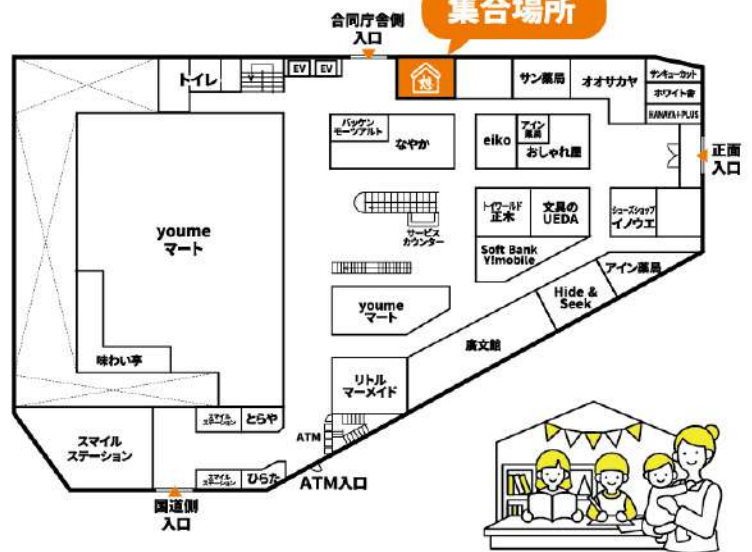 集合場所
合同庁舎側
入口
トイレ
EV
EV
想
サン薬局
オオサカヤ
サンキューカット
ホワイト舎
HANAYA+PLUS
正面
入口
バッケン
モーツアルト
なやか
eiko
アイン
薬局
おしゃれ屋
youme
マート
サービス
カウンター
トイワールド
正木
文具の
UEDA
シューズショップ
イノウエ
Soft Bank
Y!mobile
アイン薬局
Hide &
Seek
youme
マート
廣文館
味わい亭
リトル
マーメイド
スマイル
ステーション
スマイル
ステーション
とらや
ATM
スマイル
ステーション
ひらた
ATM入口
国道側
入口